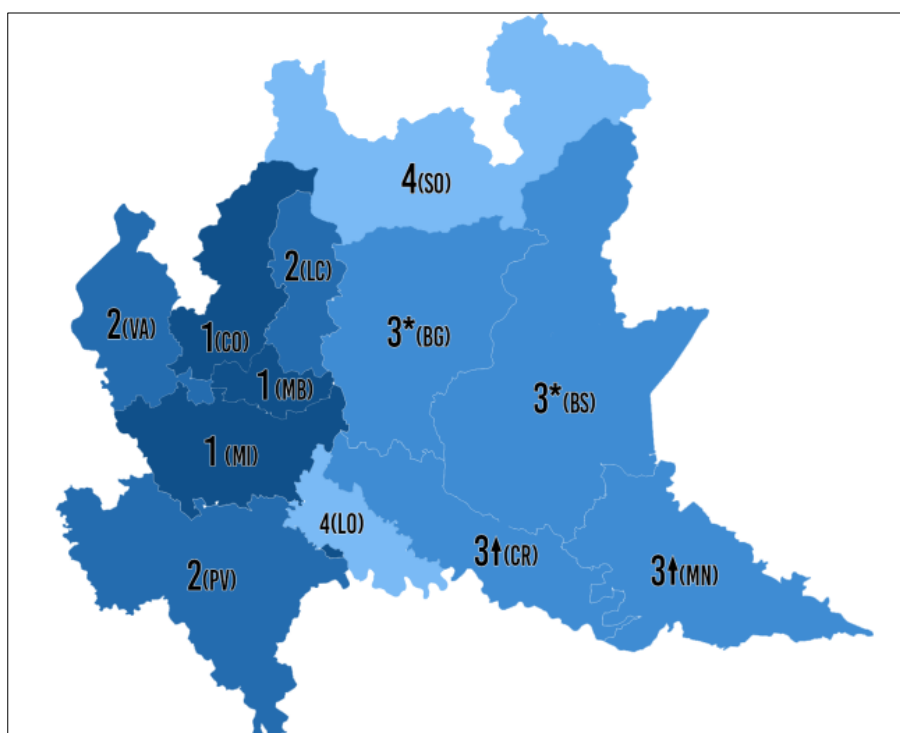 4(SO)
2(LC)
2(VA)
1(CO)
3*(BG)
1(MB)
3*(BS)
1(MI)
4(LO)
3↑(CR)
3↑(MN)
2(PV)